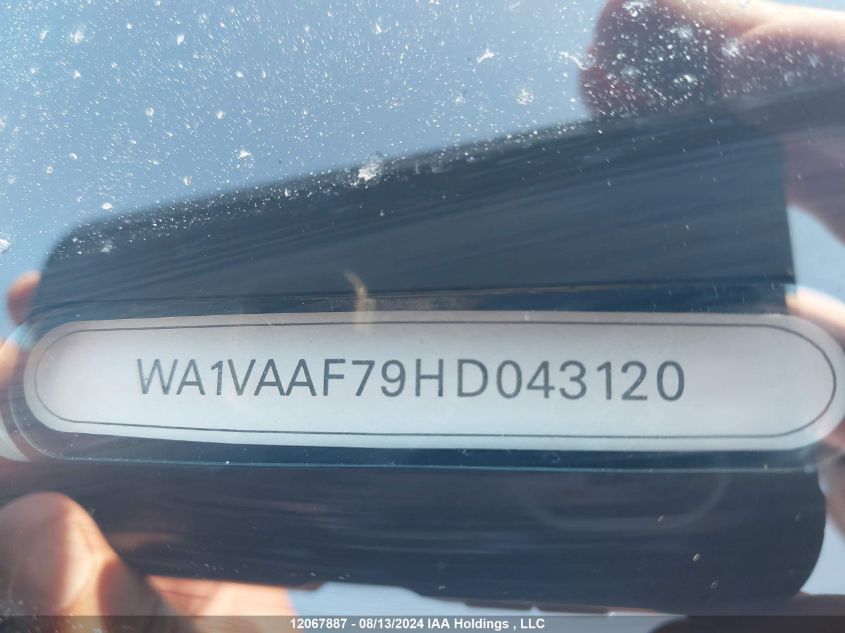 WA1VAAF79HD043120
12067887 - 08/13/2024 IAA Holdings , LLC